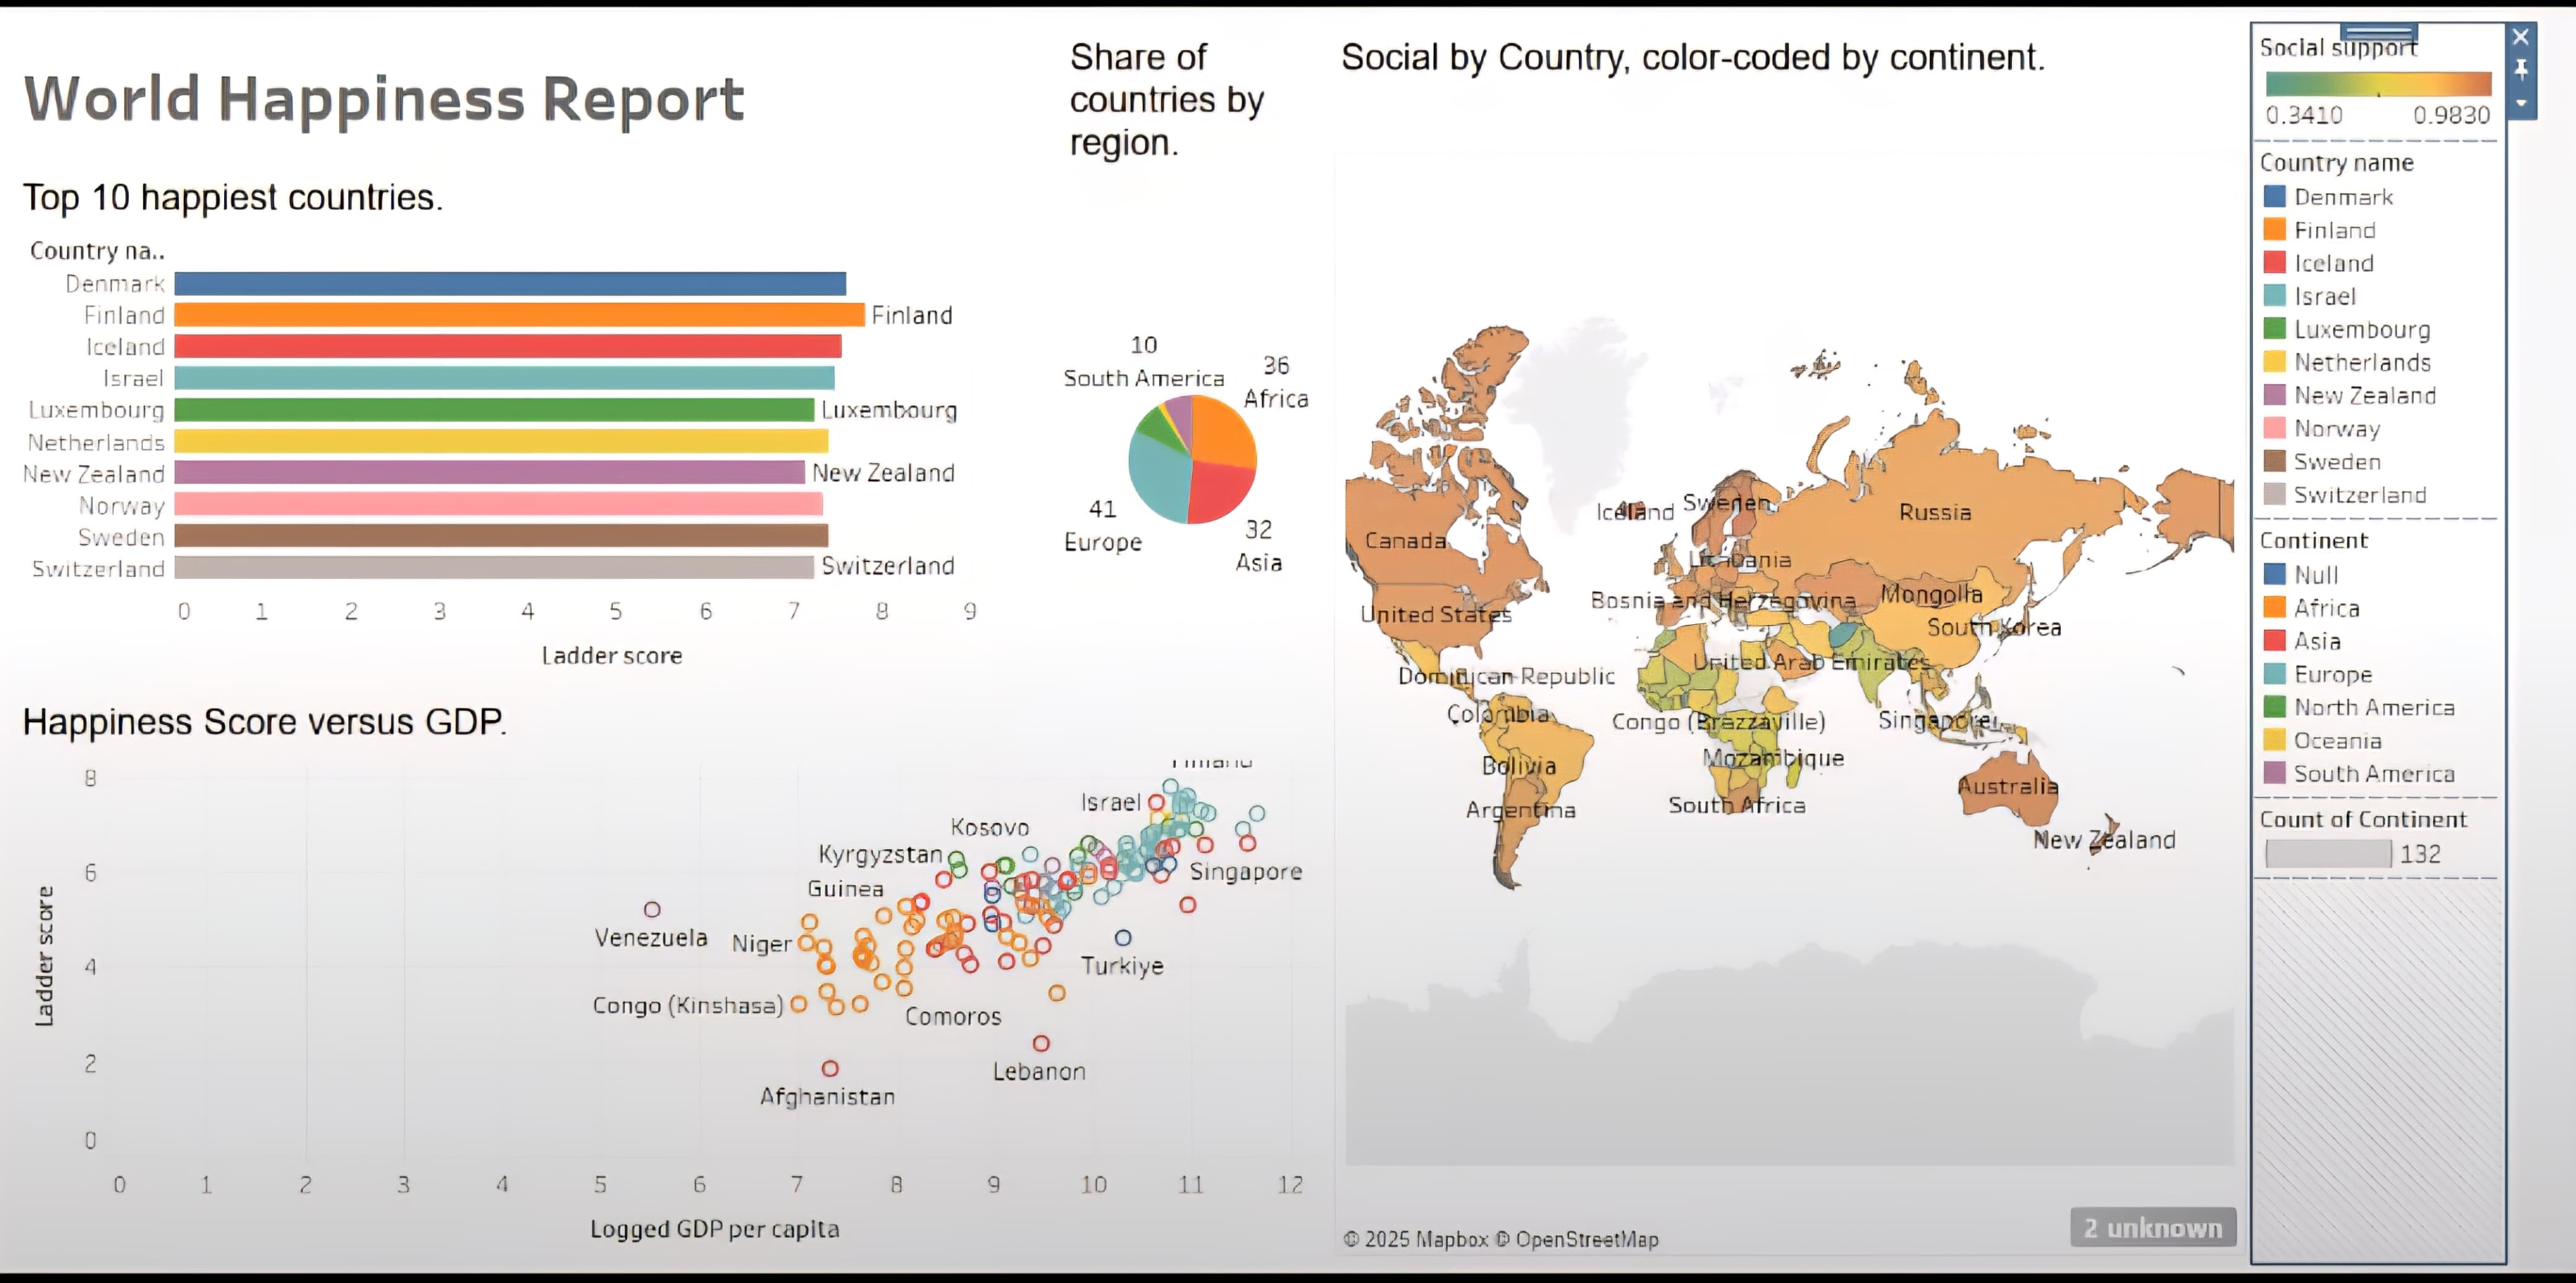 World Happiness Report
Top 10 happiest countries.
Country na..
Denmark
Finland
Finland
Iceland
Israel
Luxembourg
Luxembourg
Netherlands
New Zealand
New Zealand
Norway
Sweden
Switzerland
Switzerland
0 1 2 3 4 5 6 7 8 9
Ladder score
Happiness Score versus GDP.
8
6
4
2
0
Ladder score
Israel
Kosovo
Kyrgyzstan
Guinea
Singapore
Venezuela
Niger
Turkiye
Congo (Kinshasa)
Comoros
Lebanon
Afghanistan
0 1 2 3 4 5 6 7 8 9 10 11 12
Logged GDP per capita
Share of
countries by
region.
10
South America
36
Africa
41
Europe
32
Asia
Social by Country, color-coded by continent.
Iceland
Sweden
Russia
Canada
Bosnia and Herzegovina
Mongolia
United States
South Korea
United Arab Emirates
Dominican Republic
Colombia
Congo (Brazzaville)
Singapore
Mozambique
Bolivia
Australia
Argentina
South Africa
New Zealand
© 2025 Mapbox © OpenStreetMap
2 unknown
Social support
0.3410 0.9830
Country name
Denmark
Finland
Iceland
Israel
Luxembourg
Netherlands
New Zealand
Norway
Sweden
Switzerland
Continent
Null
Africa
Asia
Europe
North America
Oceania
South America
Count of Continent
132